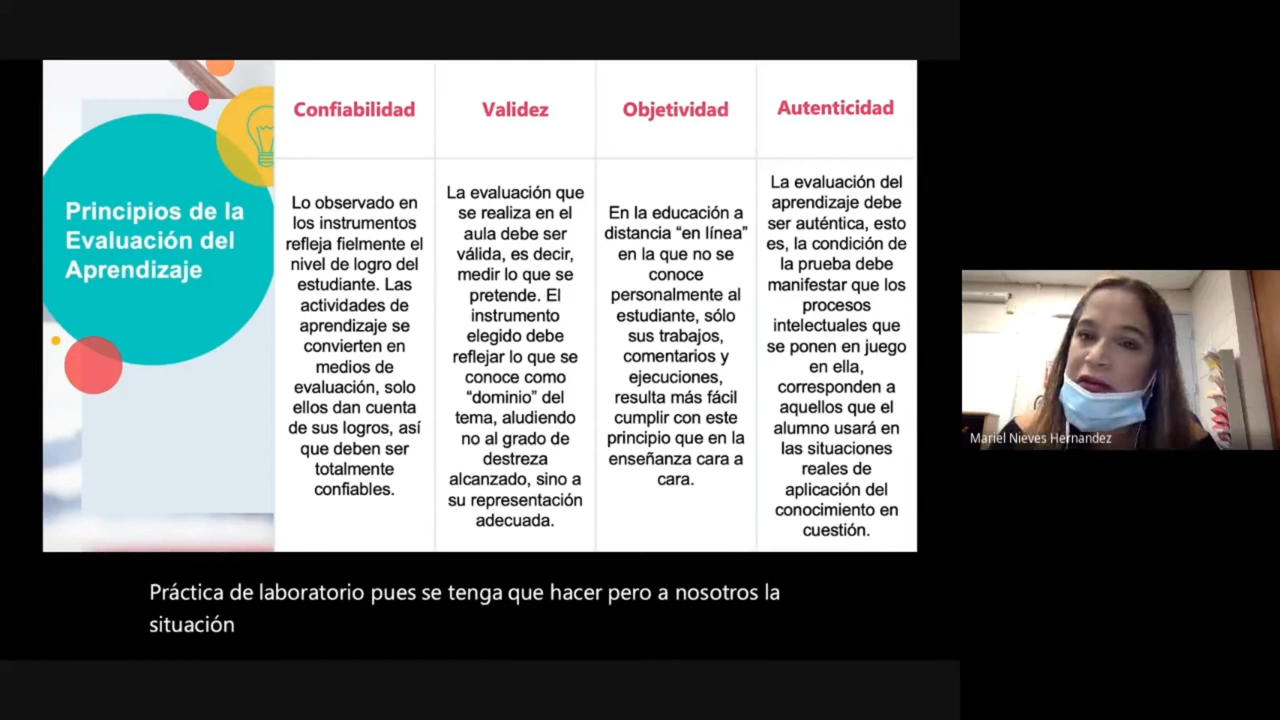 Principios de la
Evaluación del
Aprendizaje
Confiabilidad
Lo observado en
los instrumentos
refleja fielmente el
nivel de logro del
estudiante. Las
actividades de
aprendizaje se
convierten en
medios de
evaluación, solo
ellos dan cuenta
de sus logros, así
que deben ser
totalmente
confiables.
Validez
La evaluación que
se realiza en el
aula debe ser
válida, es decir,
medir lo que se
pretende. El
instrumento
elegido debe
reflejar lo que se
conoce como
“dominio” del
tema, aludiendo
no al grado de
destreza
alcanzado, sino a
su representación
adecuada.
Objetividad
En la educación a
distancia “en línea”
en la que no se
conoce
personalmente al
estudiante, sólo
sus trabajos,
comentarios y
ejecuciones,
resulta más fácil
cumplir con este
principio que en la
enseñanza cara a
cara.
Autenticidad
La evaluación del
aprendizaje debe
ser auténtica, esto
es, la condición de
la prueba debe
manifestar que los
procesos
intelectuales que
se ponen en juego
en ella,
corresponden a
aquellos que el
alumno usará en
las situaciones
reales de
aplicación del
conocimiento en
cuestión.
Mariel Nieves Hernandez
Práctica de laboratorio pues se tenga que hacer pero a nosotros la
situación